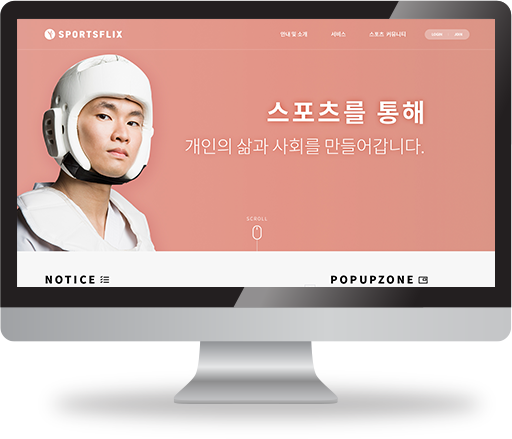 SPORTSFLIX
안내 및 소개
서비스
스포츠 커뮤니티
LOGIN
JOIN
스포츠를 통해
개인의 삶과 사회를 만들어갑니다.
SCROLL
NOTICE
POPUPZONE